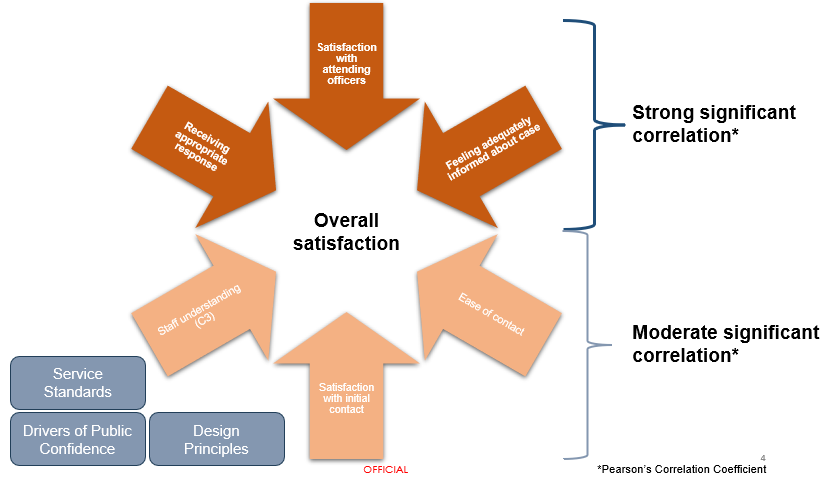 Satisfaction
with
attending
officers
Receiving
appropriate
response
Feeling adequately
informed about case
Strong significant
correlation*
Overall
satisfaction
Staff understanding
(C3)
Ease of contact
Moderate significant
correlation*
Satisfaction
with initial
contact
Service
Standards
Drivers of Public
Confidence
Design
Principles
OFFICIAL
4
*Pearson's Correlation Coefficient